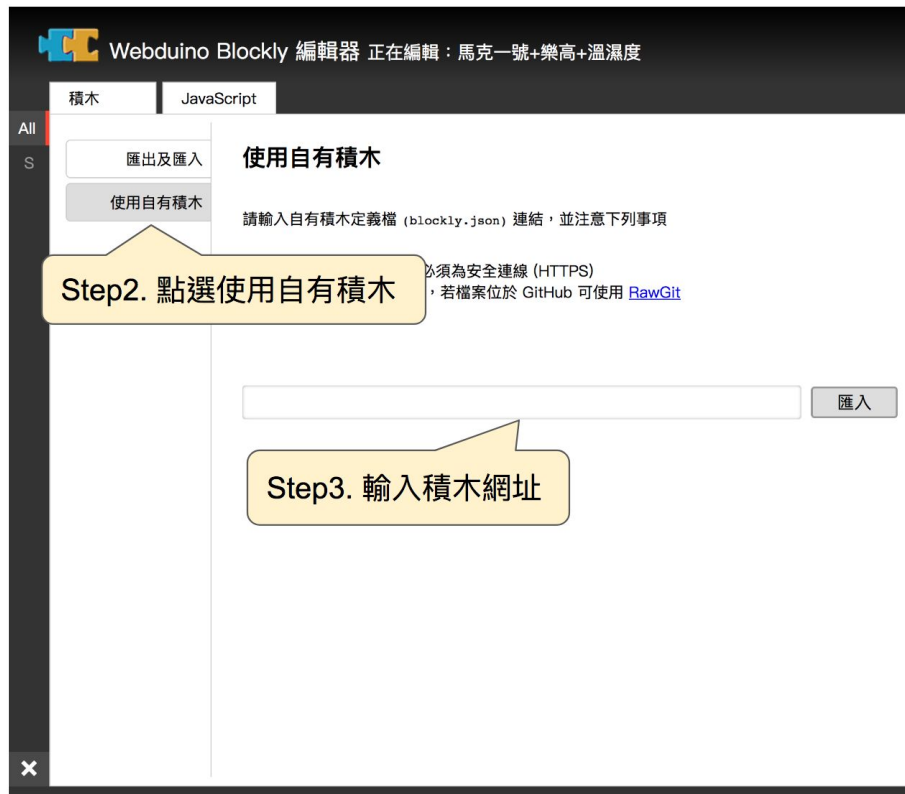 Webduino Blockly 編輯器 正在編輯：馬克一號+樂高+溫濕度
積木 JavaScript
All
S
匯出及匯入
使用自有積木
使用自有積木
請輸入自有積木定義檔 (blockly.json) 連結，並注意下列事項
必須為安全連線 (HTTPS)
，若檔案位於 GitHub 可使用 RawGit
Step2. 點選使用自有積木
匯入
Step3. 輸入積木網址